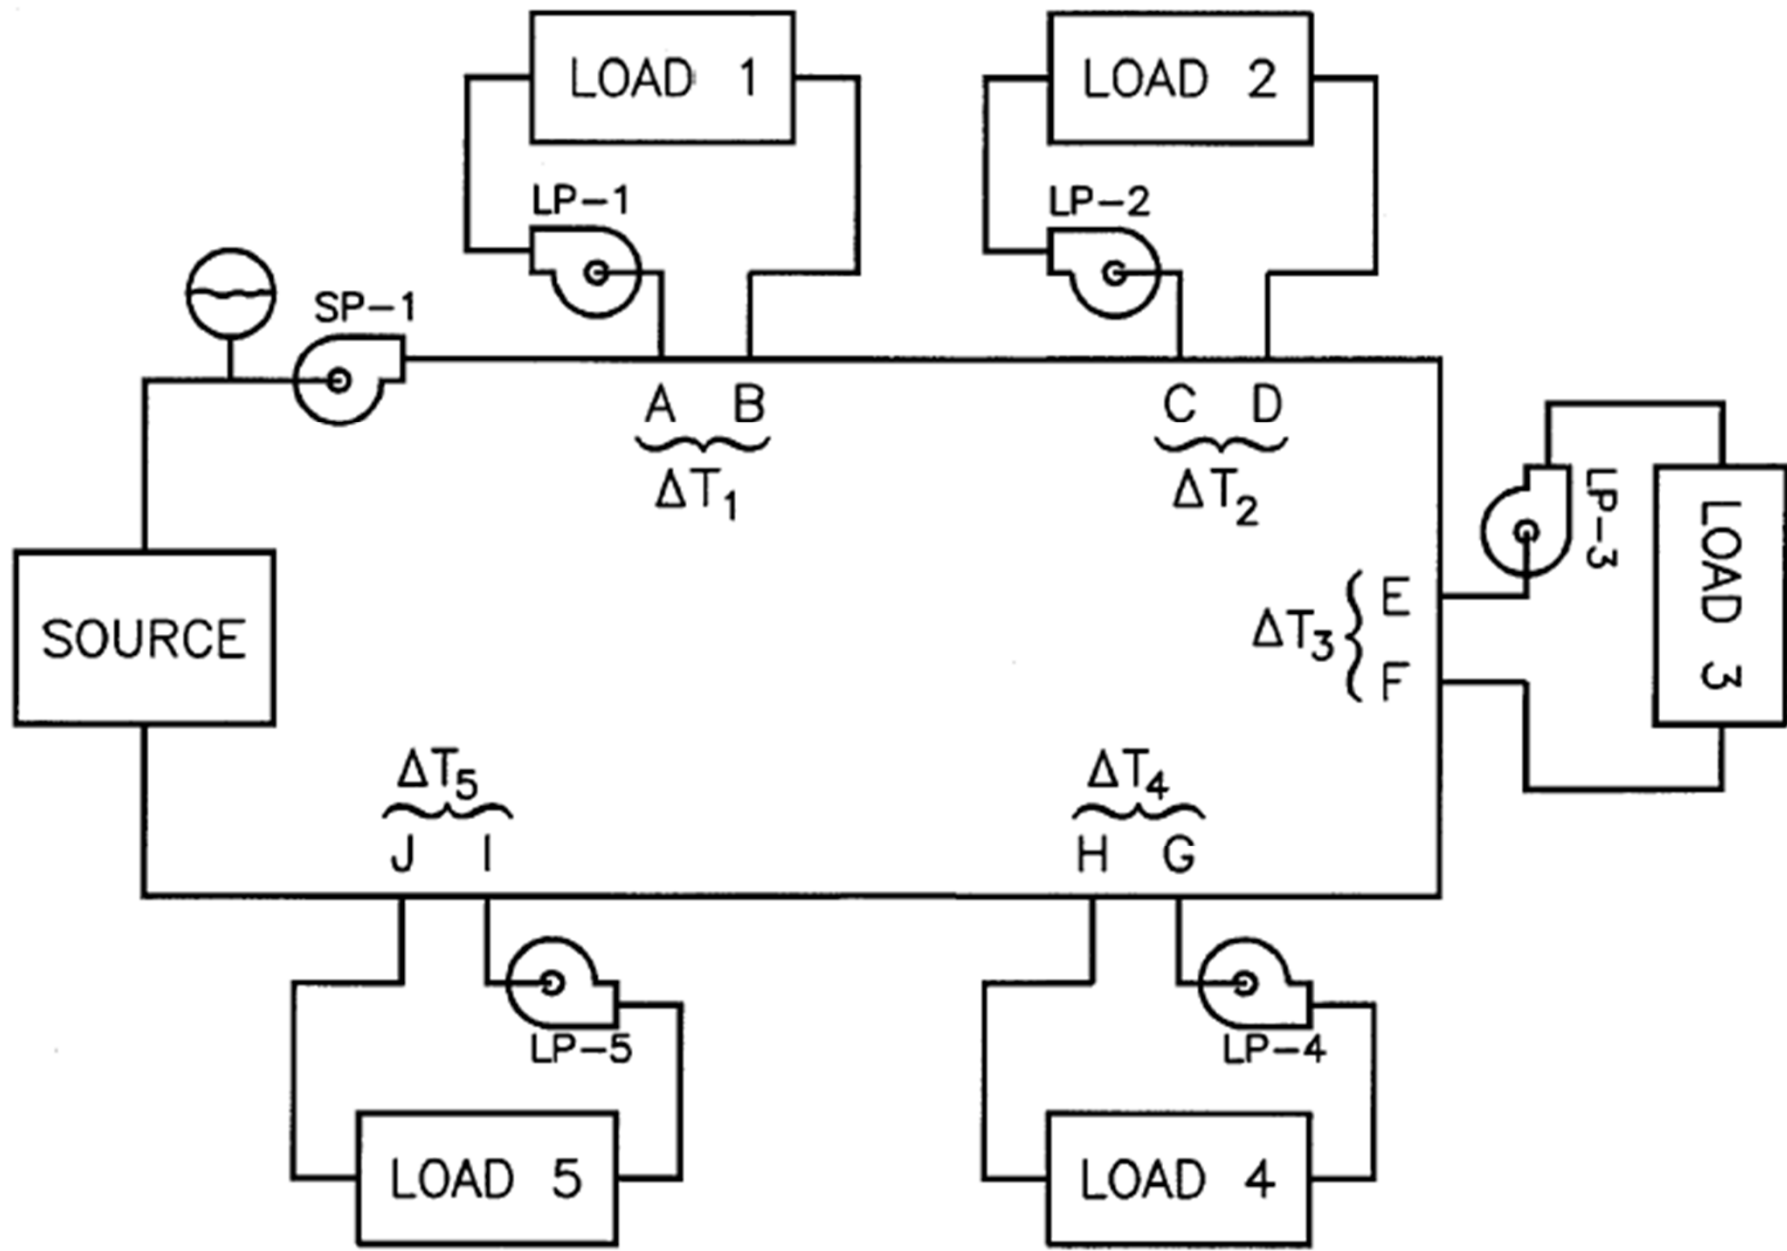 LOAD 1
LOAD 2
LP-1
LP-2
SP-1
A B
C D
ΔT₁
ΔT₂
LP-3
LOAD 3
E
ΔT₃
F
SOURCE
ΔT₅
ΔT₄
J I
H G
LP-5
LP-4
LOAD 5
LOAD 4